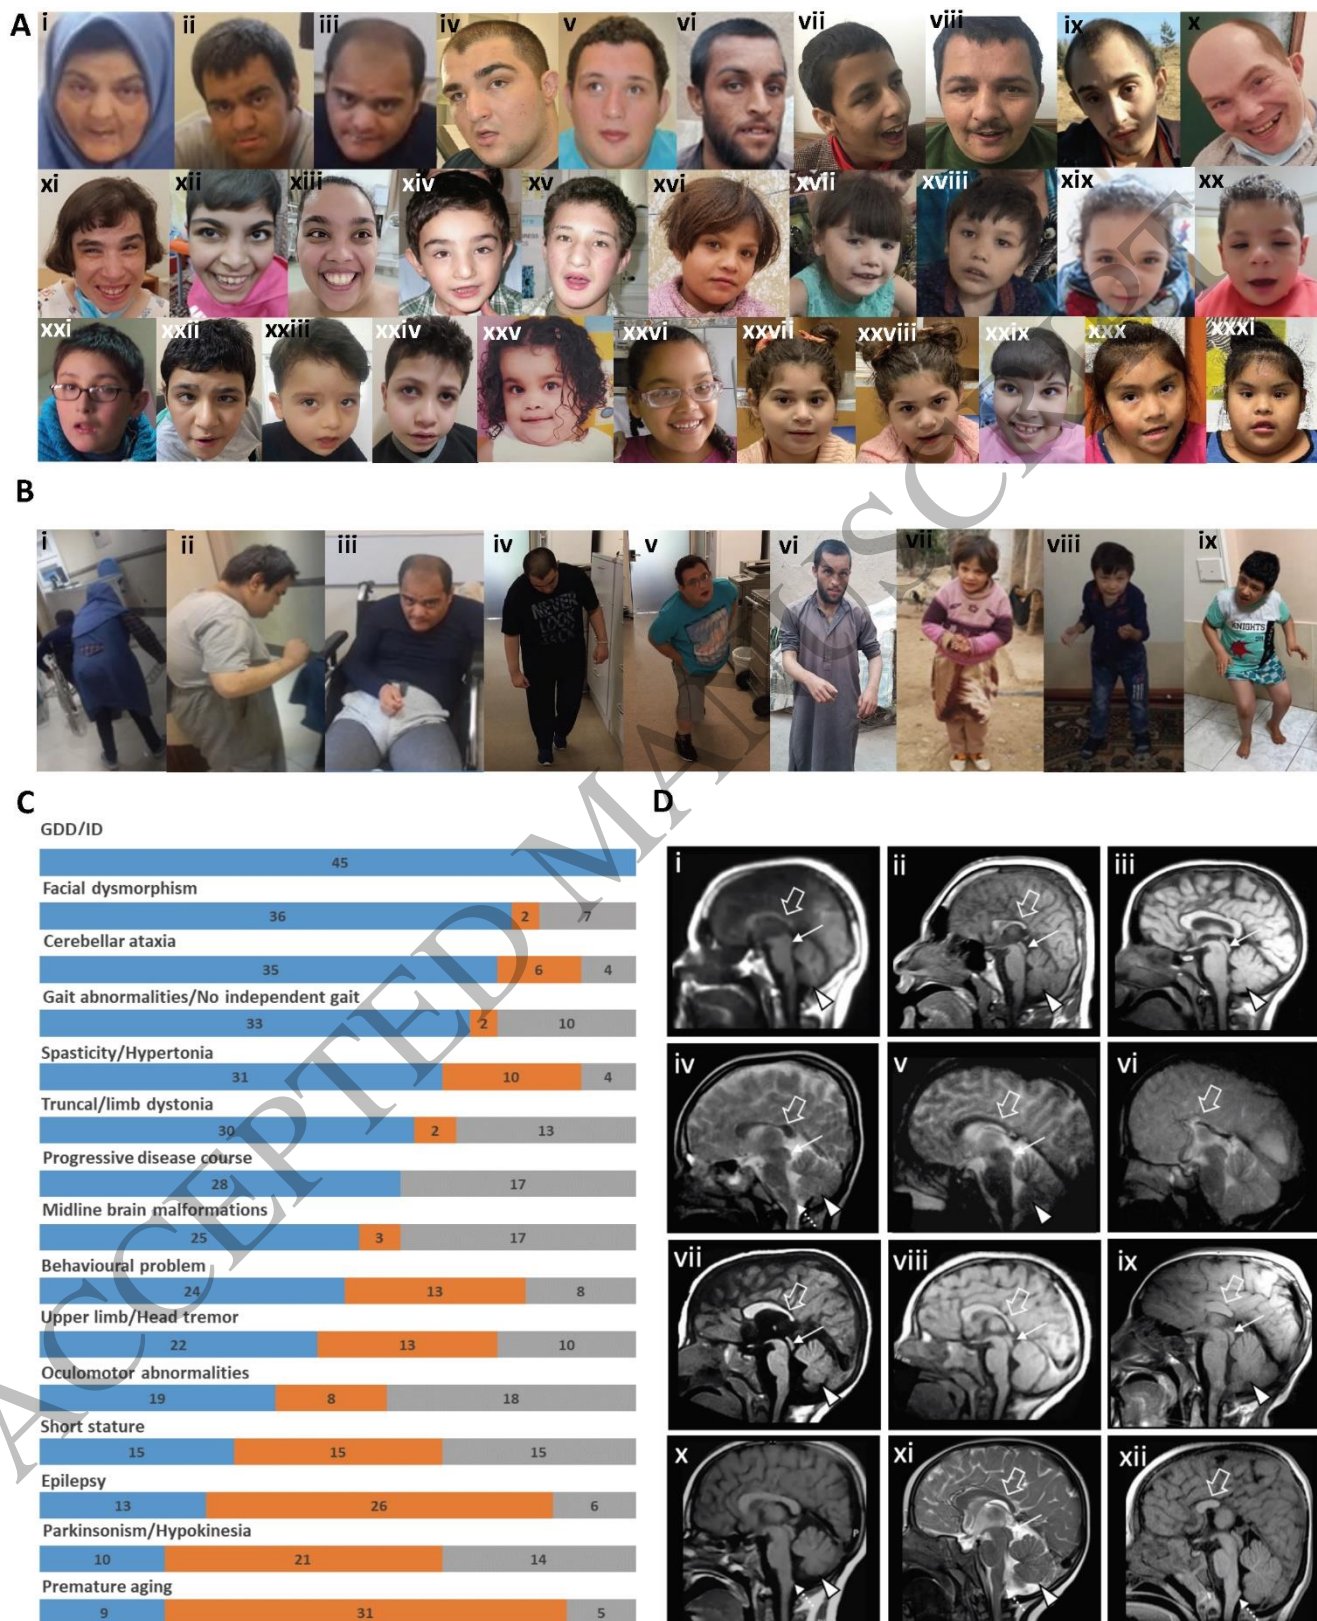 A
i ii iii iv v vi vii viii ix x
xi xii xiii xiv xv xvi xvii xviii xix xx
xxi xxii xxiii xxiv xxv xxvi xxvii xxviii xxix xxx xxxi
B
i ii iii iv v vi vii viii ix
NEVER
LOOK
KNIGHTS
C
D
GDD/ID
45
Facial dysmorphism
36 2 7
Cerebellar ataxia
35 6 4
Gait abnormalities/No independent gait
33 2 10
Spasticity/Hypertonia
31 10 4
Truncal/limb dystonia
30 2 13
Progressive disease course
28 17
Midline brain malformations
25 3 17
Behavioural problem
24 13 8
Upper limb/Head tremor
22 13 10
Oculomotor abnormalities
19 8 18
Short stature
15 15 15
Epilepsy
13 26 6
Parkinsonism/Hypokinesia
10 21 14
Premature aging
9 31 5
i ii iii
iv v vi
vii viii ix
x xi xii
P
ACCEPTED MANUSCRIPT